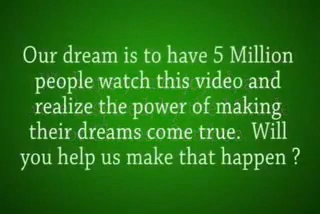 Our dream is to have 5 Million
people watch this video and
realize the power of making
their dreams come true.  Will
you help us make that happen ?